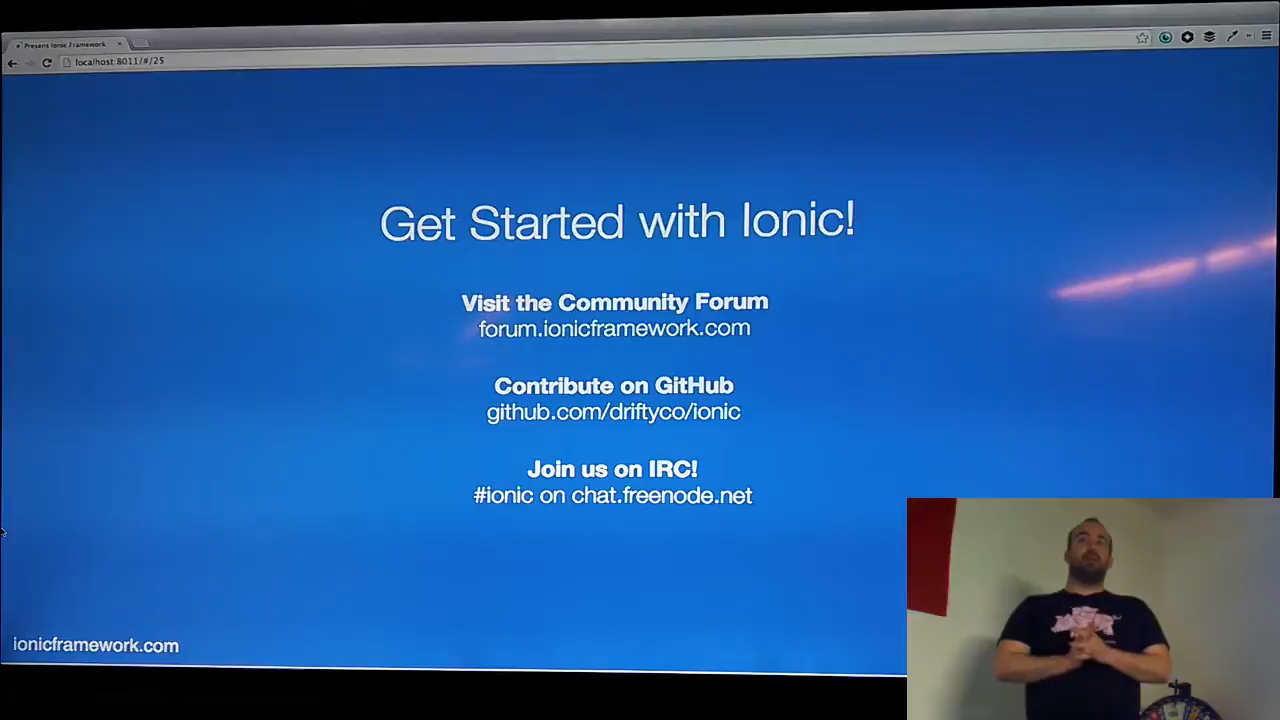 Present Ionic Framework
localhost:8011/#/25
Get Started with Ionic!
Visit the Community Forum
forum.ionicframework.com
Contribute on GitHub
github.com/driftyco/ionic
Join us on IRC!
#ionic on chat.freenode.net
ionicframework.com